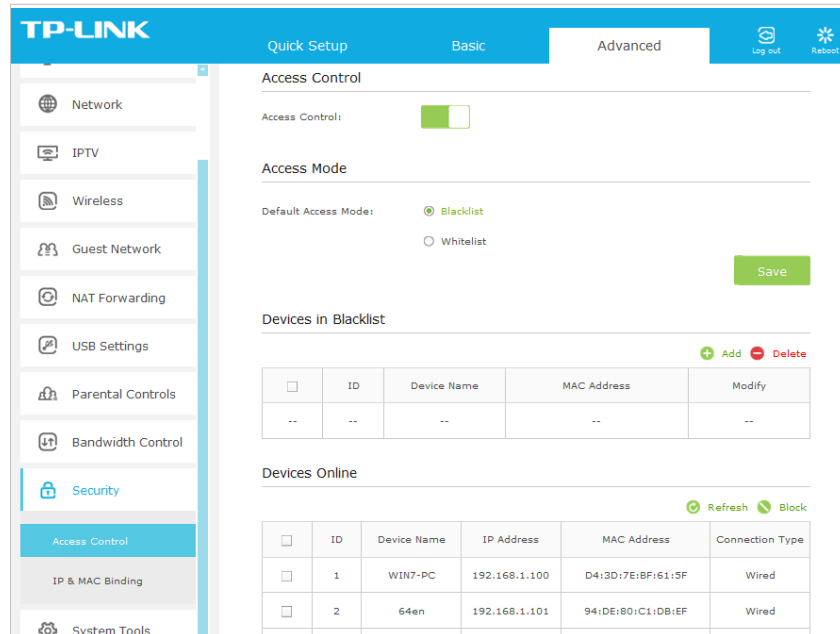 TP-LINK
Quick Setup
Basic
Advanced
Log out
Reboot
Network
IPTV
Wireless
Guest Network
NAT Forwarding
USB Settings
Parental Controls
Bandwidth Control
Security
Access Control
IP & MAC Binding
System Tools
Access Control
Access Control:
Access Mode
Default Access Mode: Blacklist
Whitelist
Save
Devices in Blacklist
Add Delete
ID Device Name MAC Address Modify
-- -- -- -- --
Devices Online
Refresh Block
ID Device Name IP Address MAC Address Connection Type
1 WIN7-PC 192.168.1.100 D4:3D:7E:BF:61:5F Wired
2 64en 192.168.1.101 94:DE:80:C1:DB:EF Wired